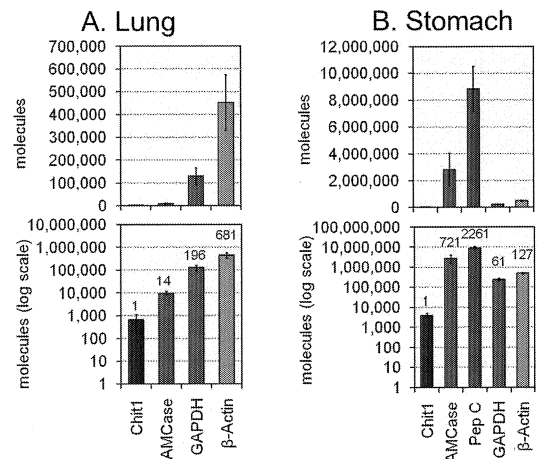 A. Lung
molecules
700,000
600,000
500,000
400,000
300,000
200,000
100,000
0
molecules (log scale)
10,000,000
1,000,000
100,000
10,000
1,000
100
10
1
1
14
196
681
Chit1
AMCase
GAPDH
β-Actin
B. Stomach
molecules
12,000,000
10,000,000
8,000,000
6,000,000
4,000,000
2,000,000
0
molecules (log scale)
100,000,000
10,000,000
1,000,000
100,000
10,000
1,000
100
10
1
1
721
2261
61
127
Chit1
AMCase
Pep C
GAPDH
β-Actin